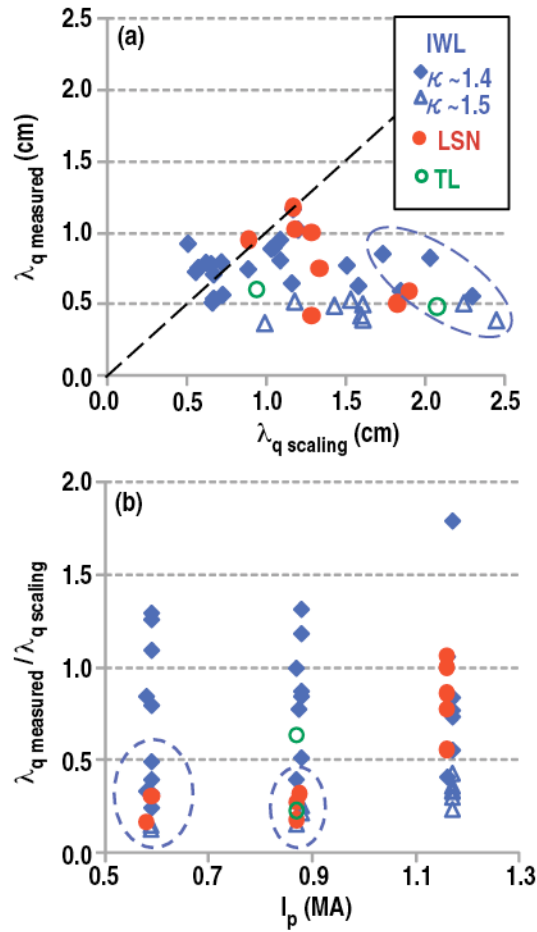 (a)
2.5
2.0
1.5
1.0
0.5
0.0
λq measured (cm)
IWL
κ ~1.4
κ ~1.5
LSN
TL
0.0 0.5 1.0 1.5 2.0 2.5
λq scaling (cm)
(b)
2.0
1.5
1.0
0.5
0.0
λq measured / λq scaling
0.5 0.7 0.9 1.1 1.3
Ip (MA)